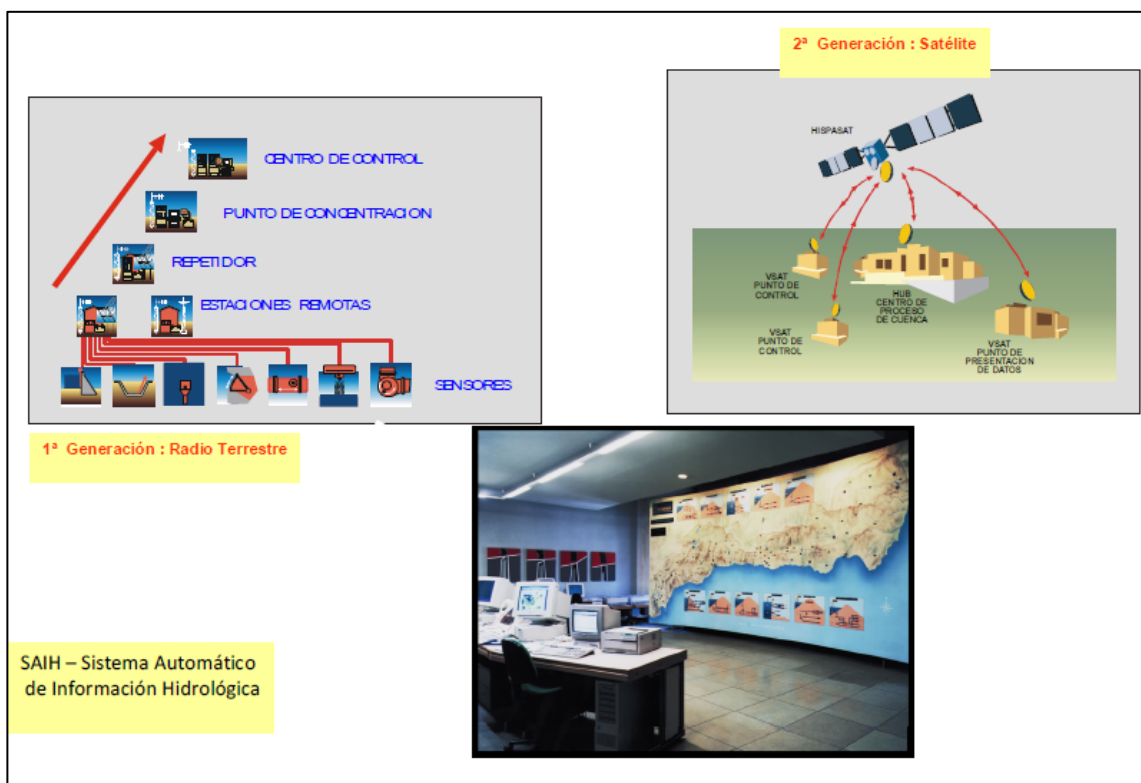 2ª Generación : Satélite
HISPASAT
CENTRO DE CONTROL
PUNTO DE CONCENTRACION
REPETIDOR
ESTACIONES REMOTAS
SENSORES
VSAT
PUNTO DE
CONTROL
HUB
CENTRO DE
PROCESO
DE CUENCA
VSAT
PUNTO DE
CONTROL
VSAT
PUNTO DE
PRESENTACION
DE DATOS
1ª Generación : Radio Terrestre
SAIH – Sistema Automático
de Información Hidrológica